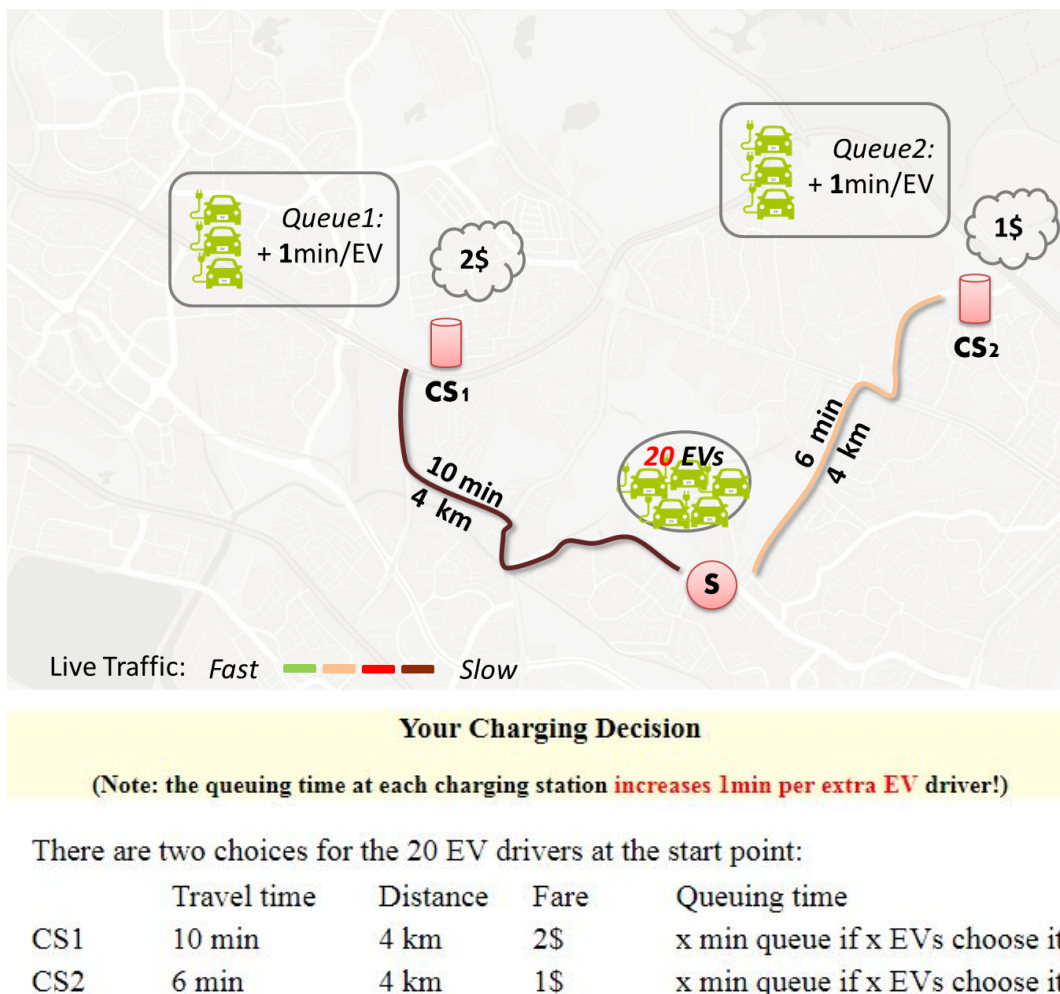 Queue2:
+ 1min/EV
1$
Queue1:
+ 1min/EV
2$
CS1
CS2
6 min
4 km
20 EVs
10 min
4 km
S
Live Traffic: Fast Slow
Your Charging Decision
(Note: the queuing time at each charging station increases 1min per extra EV driver!)
There are two choices for the 20 EV drivers at the start point:
Travel time Distance Fare Queuing time
CS1 10 min 4 km 2$ x min queue if x EVs choose it
CS2 6 min 4 km 1$ x min queue if x EVs choose it